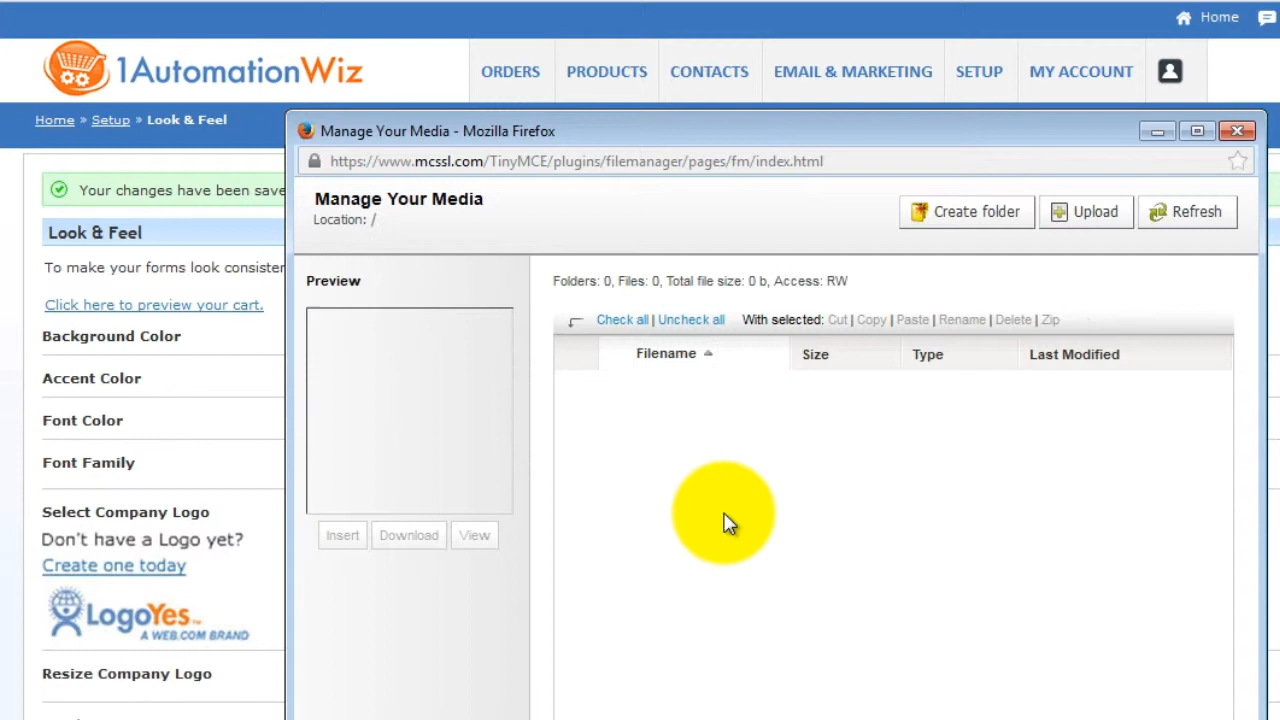 Home
1AutomationWiz
ORDERS PRODUCTS CONTACTS EMAIL & MARKETING SETUP MY ACCOUNT
Home » Setup » Look & Feel
Manage Your Media - Mozilla Firefox
https://www.mcssl.com/TinyMCE/plugins/filemanager/pages/fm/index.html
Your changes have been save
Manage Your Media
Location: /
Create folder Upload Refresh
Look & Feel
To make your forms look consister
Click here to preview your cart.
Background Color
Accent Color
Font Color
Font Family
Select Company Logo
Don't have a Logo yet?
Create one today
LogoYes
A WEB.COM BRAND
Resize Company Logo
Preview
Insert Download View
Folders: 0, Files: 0, Total file size: 0 b, Access: RW
Check all | Uncheck all With selected: Cut | Copy | Paste | Rename | Delete | Zip
Filename Size Type Last Modified